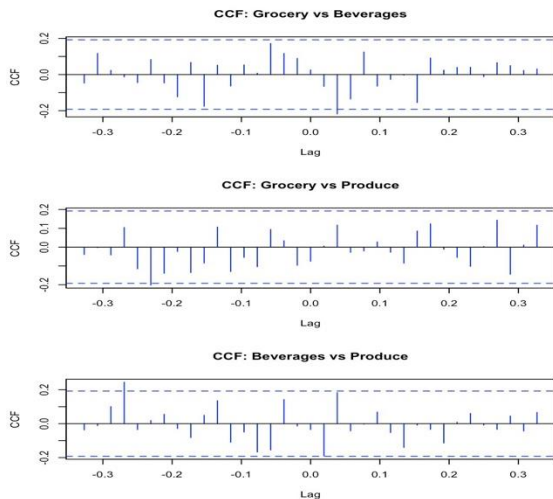 CCF: Grocery vs Beverages
0.2
0.0
-0.2
CCF
-0.3 -0.2 -0.1 0.0 0.1 0.2 0.3
Lag
CCF: Grocery vs Produce
0.2
0.0
-0.2
CCF
-0.3 -0.2 -0.1 0.0 0.1 0.2 0.3
Lag
CCF: Beverages vs Produce
0.2
0.0
-0.2
CCF
-0.3 -0.2 -0.1 0.0 0.1 0.2 0.3
Lag